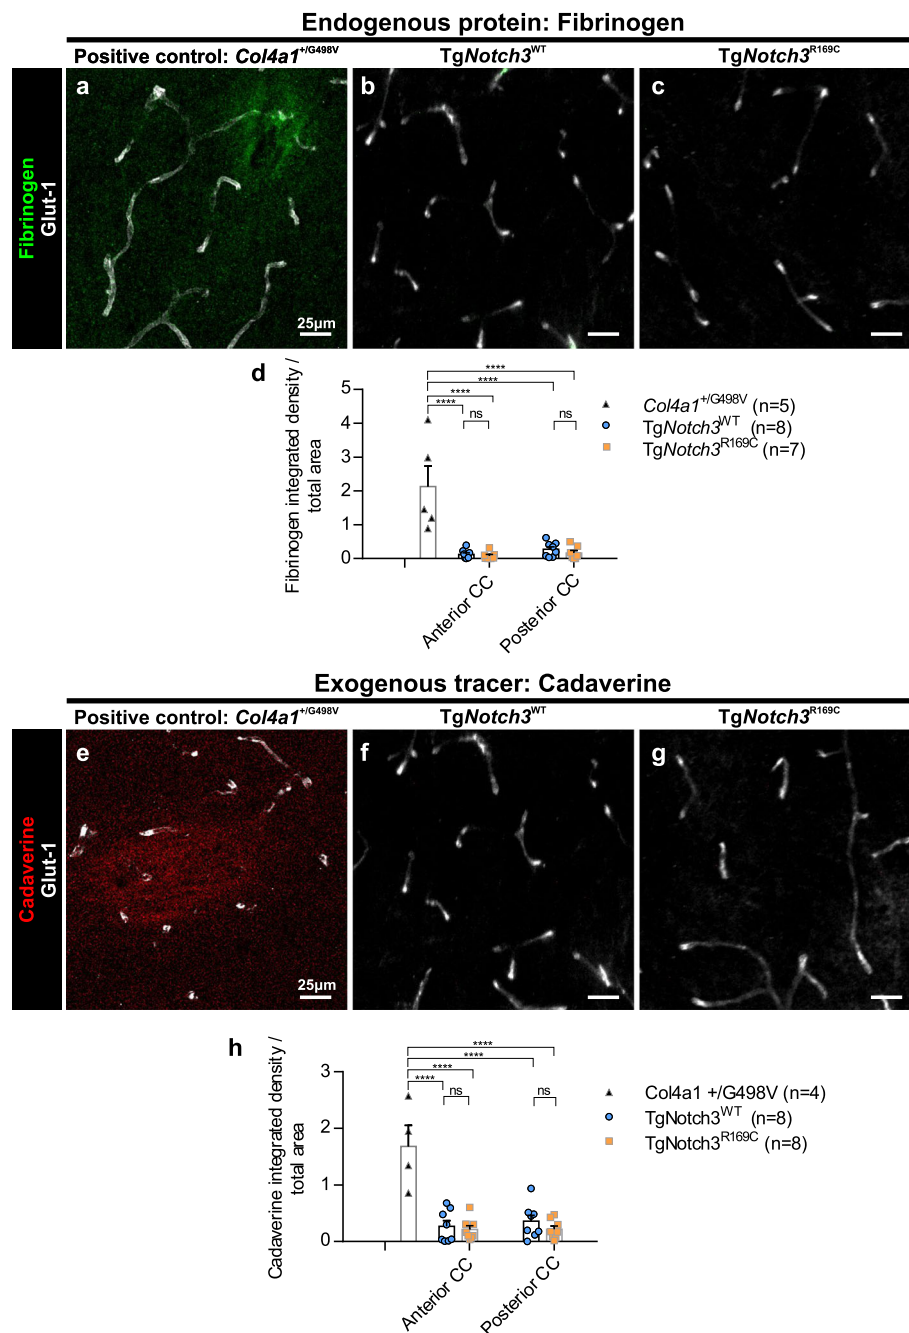 Endogenous protein: Fibrinogen
Positive control: Col4a1+/G498V
TgNotch3WT
TgNotch3R169C
Fibrinogen
Glut-1
a
b
c
25µm
d
Fibrinogen integrated density /
total area
5
4
3
2
1
0
****
****
****
****
ns
ns
Anterior CC
Posterior CC
Col4a1+/G498V (n=5)
TgNotch3WT (n=8)
TgNotch3R169C (n=7)
Exogenous tracer: Cadaverine
Positive control: Col4a1+/G498V
TgNotch3WT
TgNotch3R169C
Cadaverine
Glut-1
e
f
g
25µm
h
Cadaverine integrated density /
total area
3
2
1
0
****
****
****
****
ns
ns
Anterior CC
Posterior CC
Col4a1 +/G498V (n=4)
TgNotch3WT (n=8)
TgNotch3R169C (n=8)